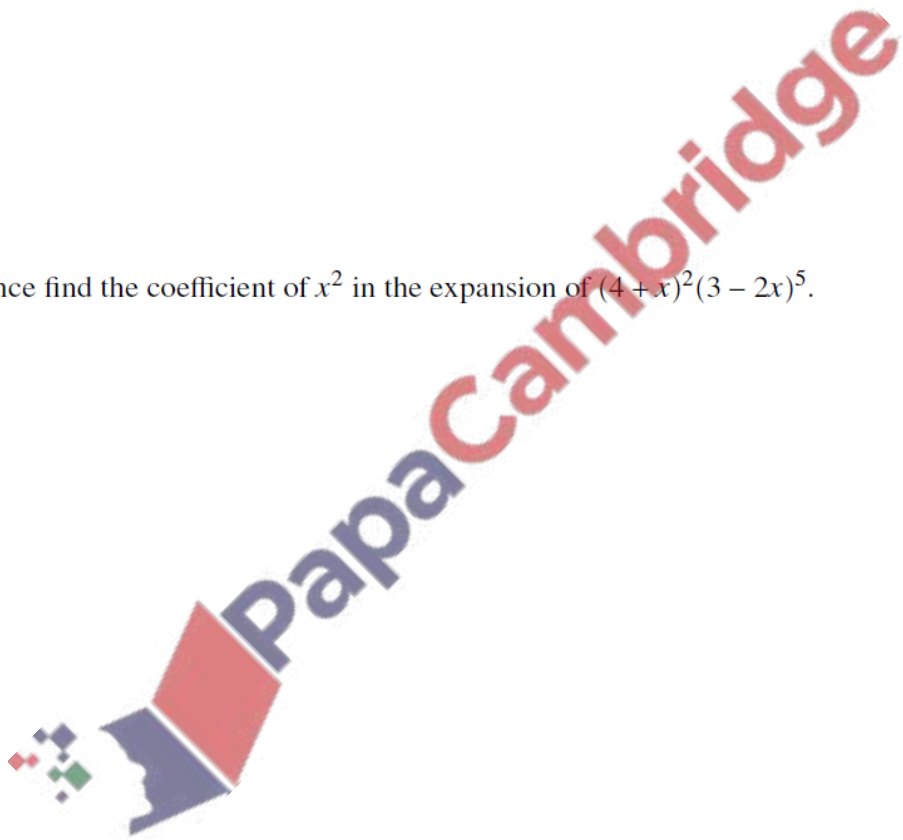 nce find the coefficient of x² in the expansion of (4 + x)²(3 – 2x)⁵.
PapaCambridge